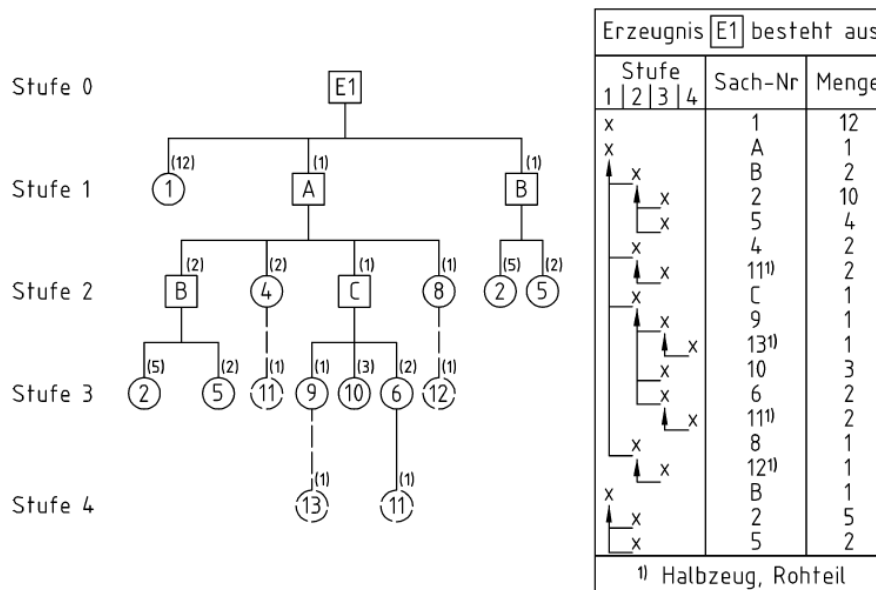 Stufe 0
E1
(12) (1) (1)
Stufe 1
1 A B
(2) (2) (1) (1) (5) (2)
Stufe 2
B 4 C 8 2 5
(5) (2) (1) (1) (3) (2) (1)
Stufe 3
2 5 11 9 10 6 12
(1) (1)
Stufe 4
13 11
Erzeugnis E1 besteht aus
Stufe Sach-Nr Menge
1 2 3 4
x 1 12
x A 1
x B 2
x 2 10
x 5 4
x 4 2
x 11¹⁾ 2
x C 1
x 9 1
x 13¹⁾ 1
x 10 3
x 6 2
x 11¹⁾ 2
x 8 1
x 12¹⁾ 1
x B 1
x 2 5
x 5 2
¹⁾ Halbzeug, Rohteil